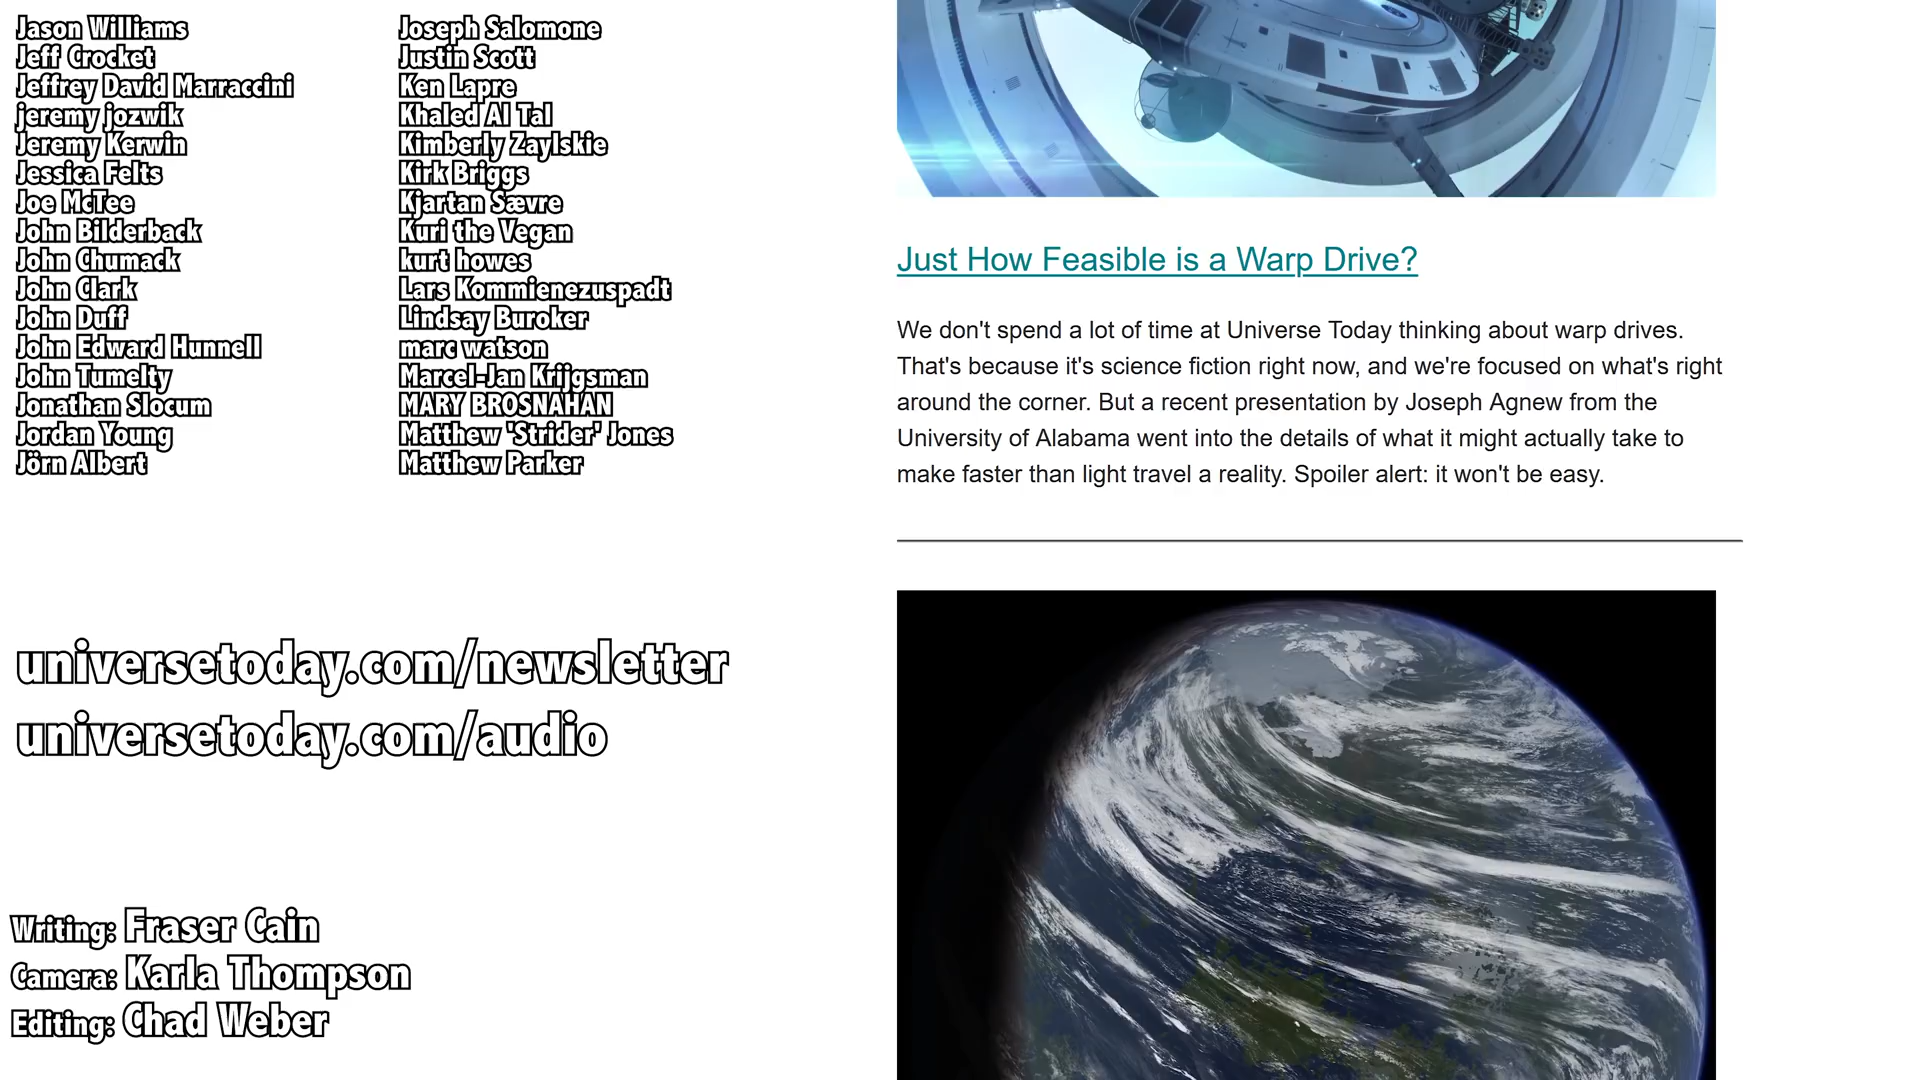 Jason Williams
Jeff Crocket
Jeffrey David Marraccini
jeremy jozwik
Jeremy Kerwin
Jessica Felts
Joe McTee
John Bilderback
John Chumack
John Clark
John Duff
John Edward Hunnell
John Tumelty
Jonathan Slocum
Jordan Young
Jörn Albert
Joseph Salomone
Justin Scott
Ken Lapre
Khaled Al Tal
Kimberly Zaylskie
Kirk Briggs
Kjartan Sævre
Kuri the Vegan
kurt howes
Lars Kommienezuspadt
Lindsay Buroker
marc watson
Marcel-Jan Krijgsman
MARY BROSNAHAN
Matthew 'Strider' Jones
Matthew Parker
universetoday.com/newsletter
universetoday.com/audio
Writing: Fraser Cain
Camera: Karla Thompson
Editing: Chad Weber
Just How Feasible is a Warp Drive?
We don't spend a lot of time at Universe Today thinking about warp drives.
That's because it's science fiction right now, and we're focused on what's right
around the corner. But a recent presentation by Joseph Agnew from the
University of Alabama went into the details of what it might actually take to
make faster than light travel a reality. Spoiler alert: it won't be easy.